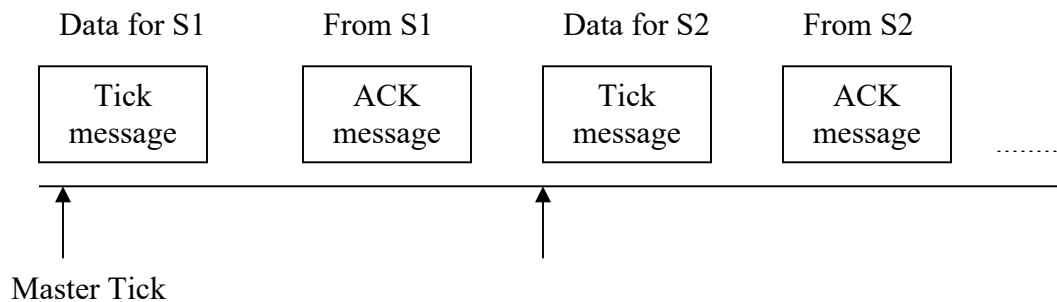 Data for S1 From S1 Data for S2 From S2
Tick message
ACK message
Tick message
ACK message
........
Master Tick